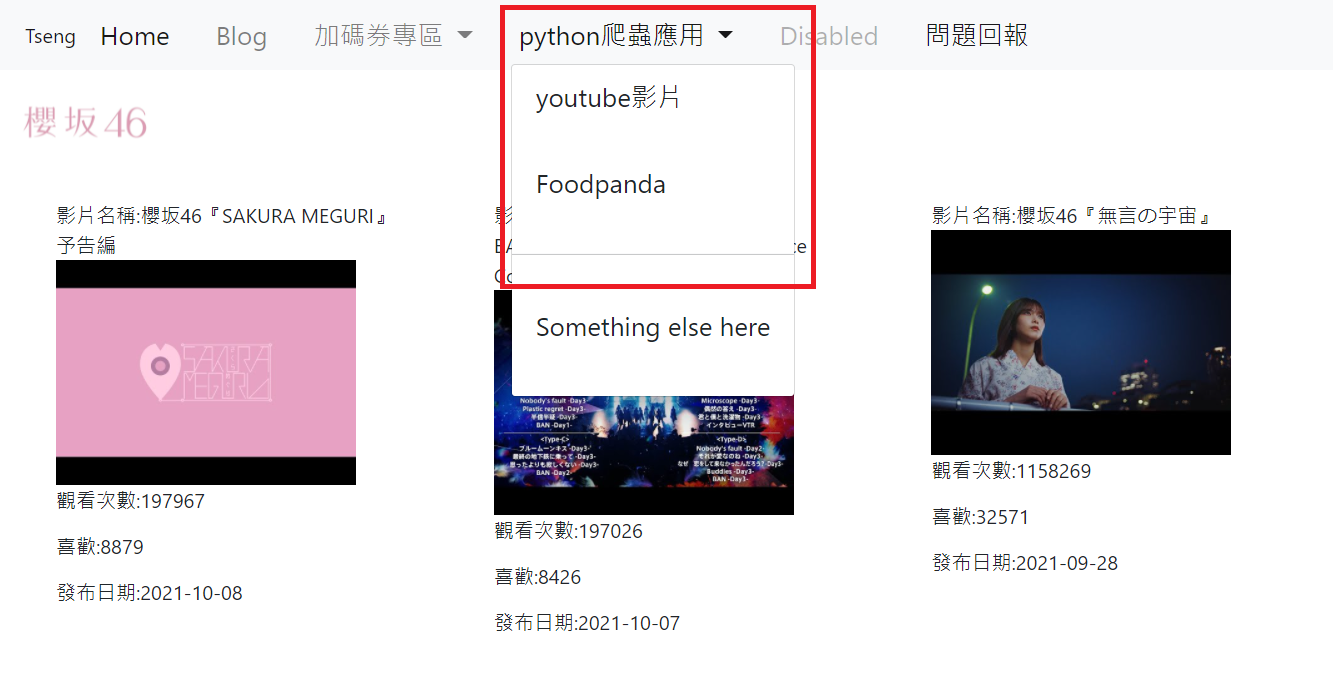 Tseng Home Blog 加碼券專區 python爬蟲應用 Disabled 問題回報
youtube影片
Foodpanda
Something else here
櫻坂46
影片名稱:櫻坂46『SAKURA MEGURI』
予告編
SAKURA
MEGURI
觀看次數:197967
喜歡:8879
發布日期:2021-10-08
影
BA ce
Co
Nobody's fault -Day3-
Plastic regret -Day3-
半信半疑 -Day3-
BAN -Day1-
Microscope -Day3-
偶然の答え -Day3-
君と僕と洗濯物 -Day3-
インタビューVTR
<Type-C>
ブルームーンキス -Day3-
最終の地下鉄に乗って -Day3-
思ったよりも寂しくない -Day3-
BAN -Day2-
<Type-D>
Nobody's fault -Day2-
それが愛なのね -Day3-
なぜ 恋をして来なかったんだろう? -Day3-
Buddies -Day3-
BAN -Day3-
觀看次數:197026
喜歡:8426
發布日期:2021-10-07
影片名稱:櫻坂46『無言の宇宙』
觀看次數:1158269
喜歡:32571
發布日期:2021-09-28